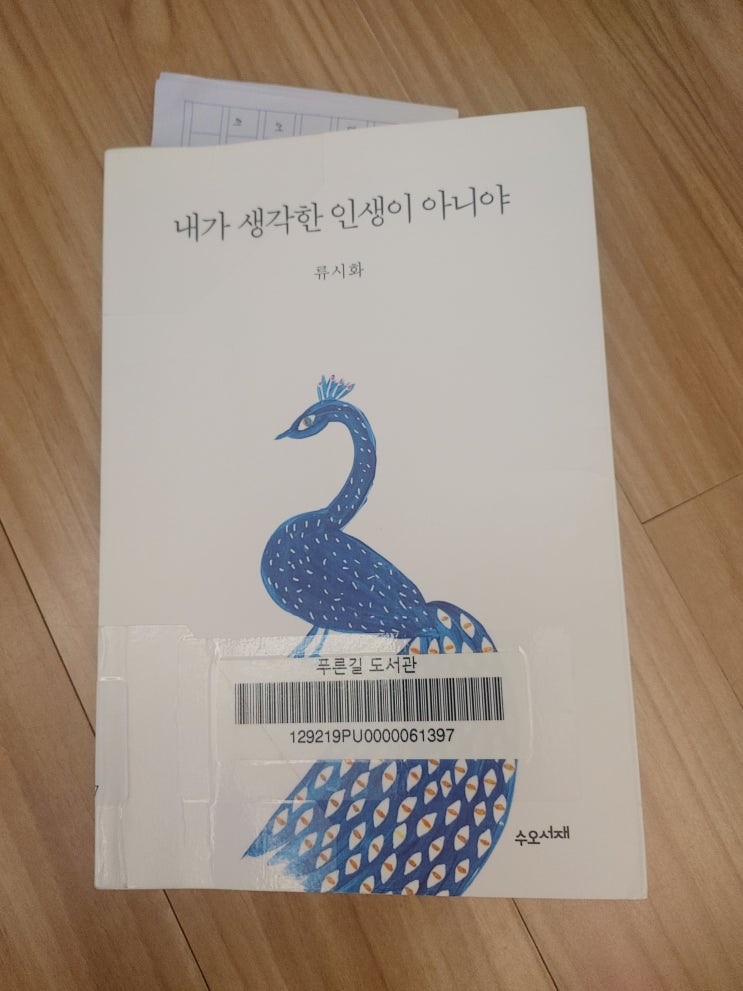 내가 생각한 인생이 아니야
류시화
푸른길 도서관
129219PU0000061397
수오서재